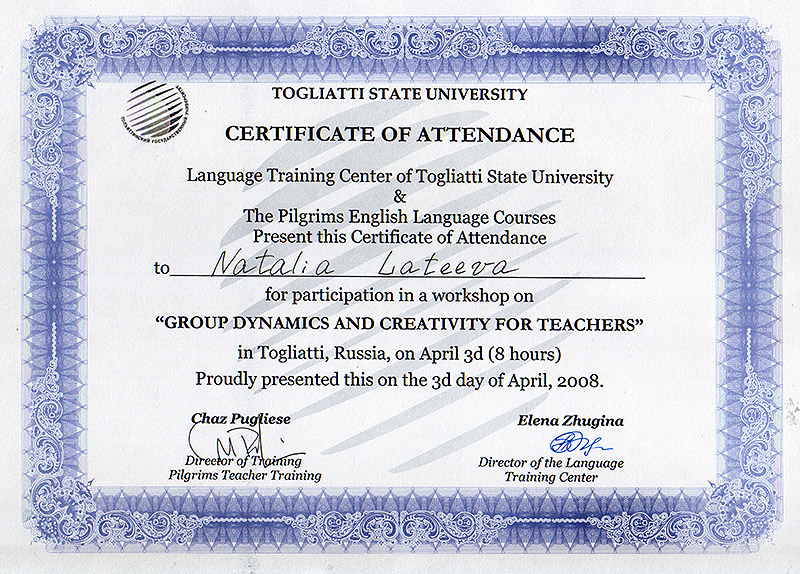 ТОЛЬЯТТИНСКИЙ ГОСУДАРСТВЕННЫЙ УНИВЕРСИТЕТ
TOGLIATTI STATE UNIVERSITY
CERTIFICATE OF ATTENDANCE
Language Training Center of Togliatti State University
&
The Pilgrims English Language Courses
Present this Certificate of Attendance
to Natalia Lateeva
for participation in a workshop on
“GROUP DYNAMICS AND CREATIVITY FOR TEACHERS”
in Togliatti, Russia, on April 3d (8 hours)
Proudly presented this on the 3d day of April, 2008.
Chaz Pugliese
Director of Training
Pilgrims Teacher Training
Elena Zhugina
Director of the Language
Training Center